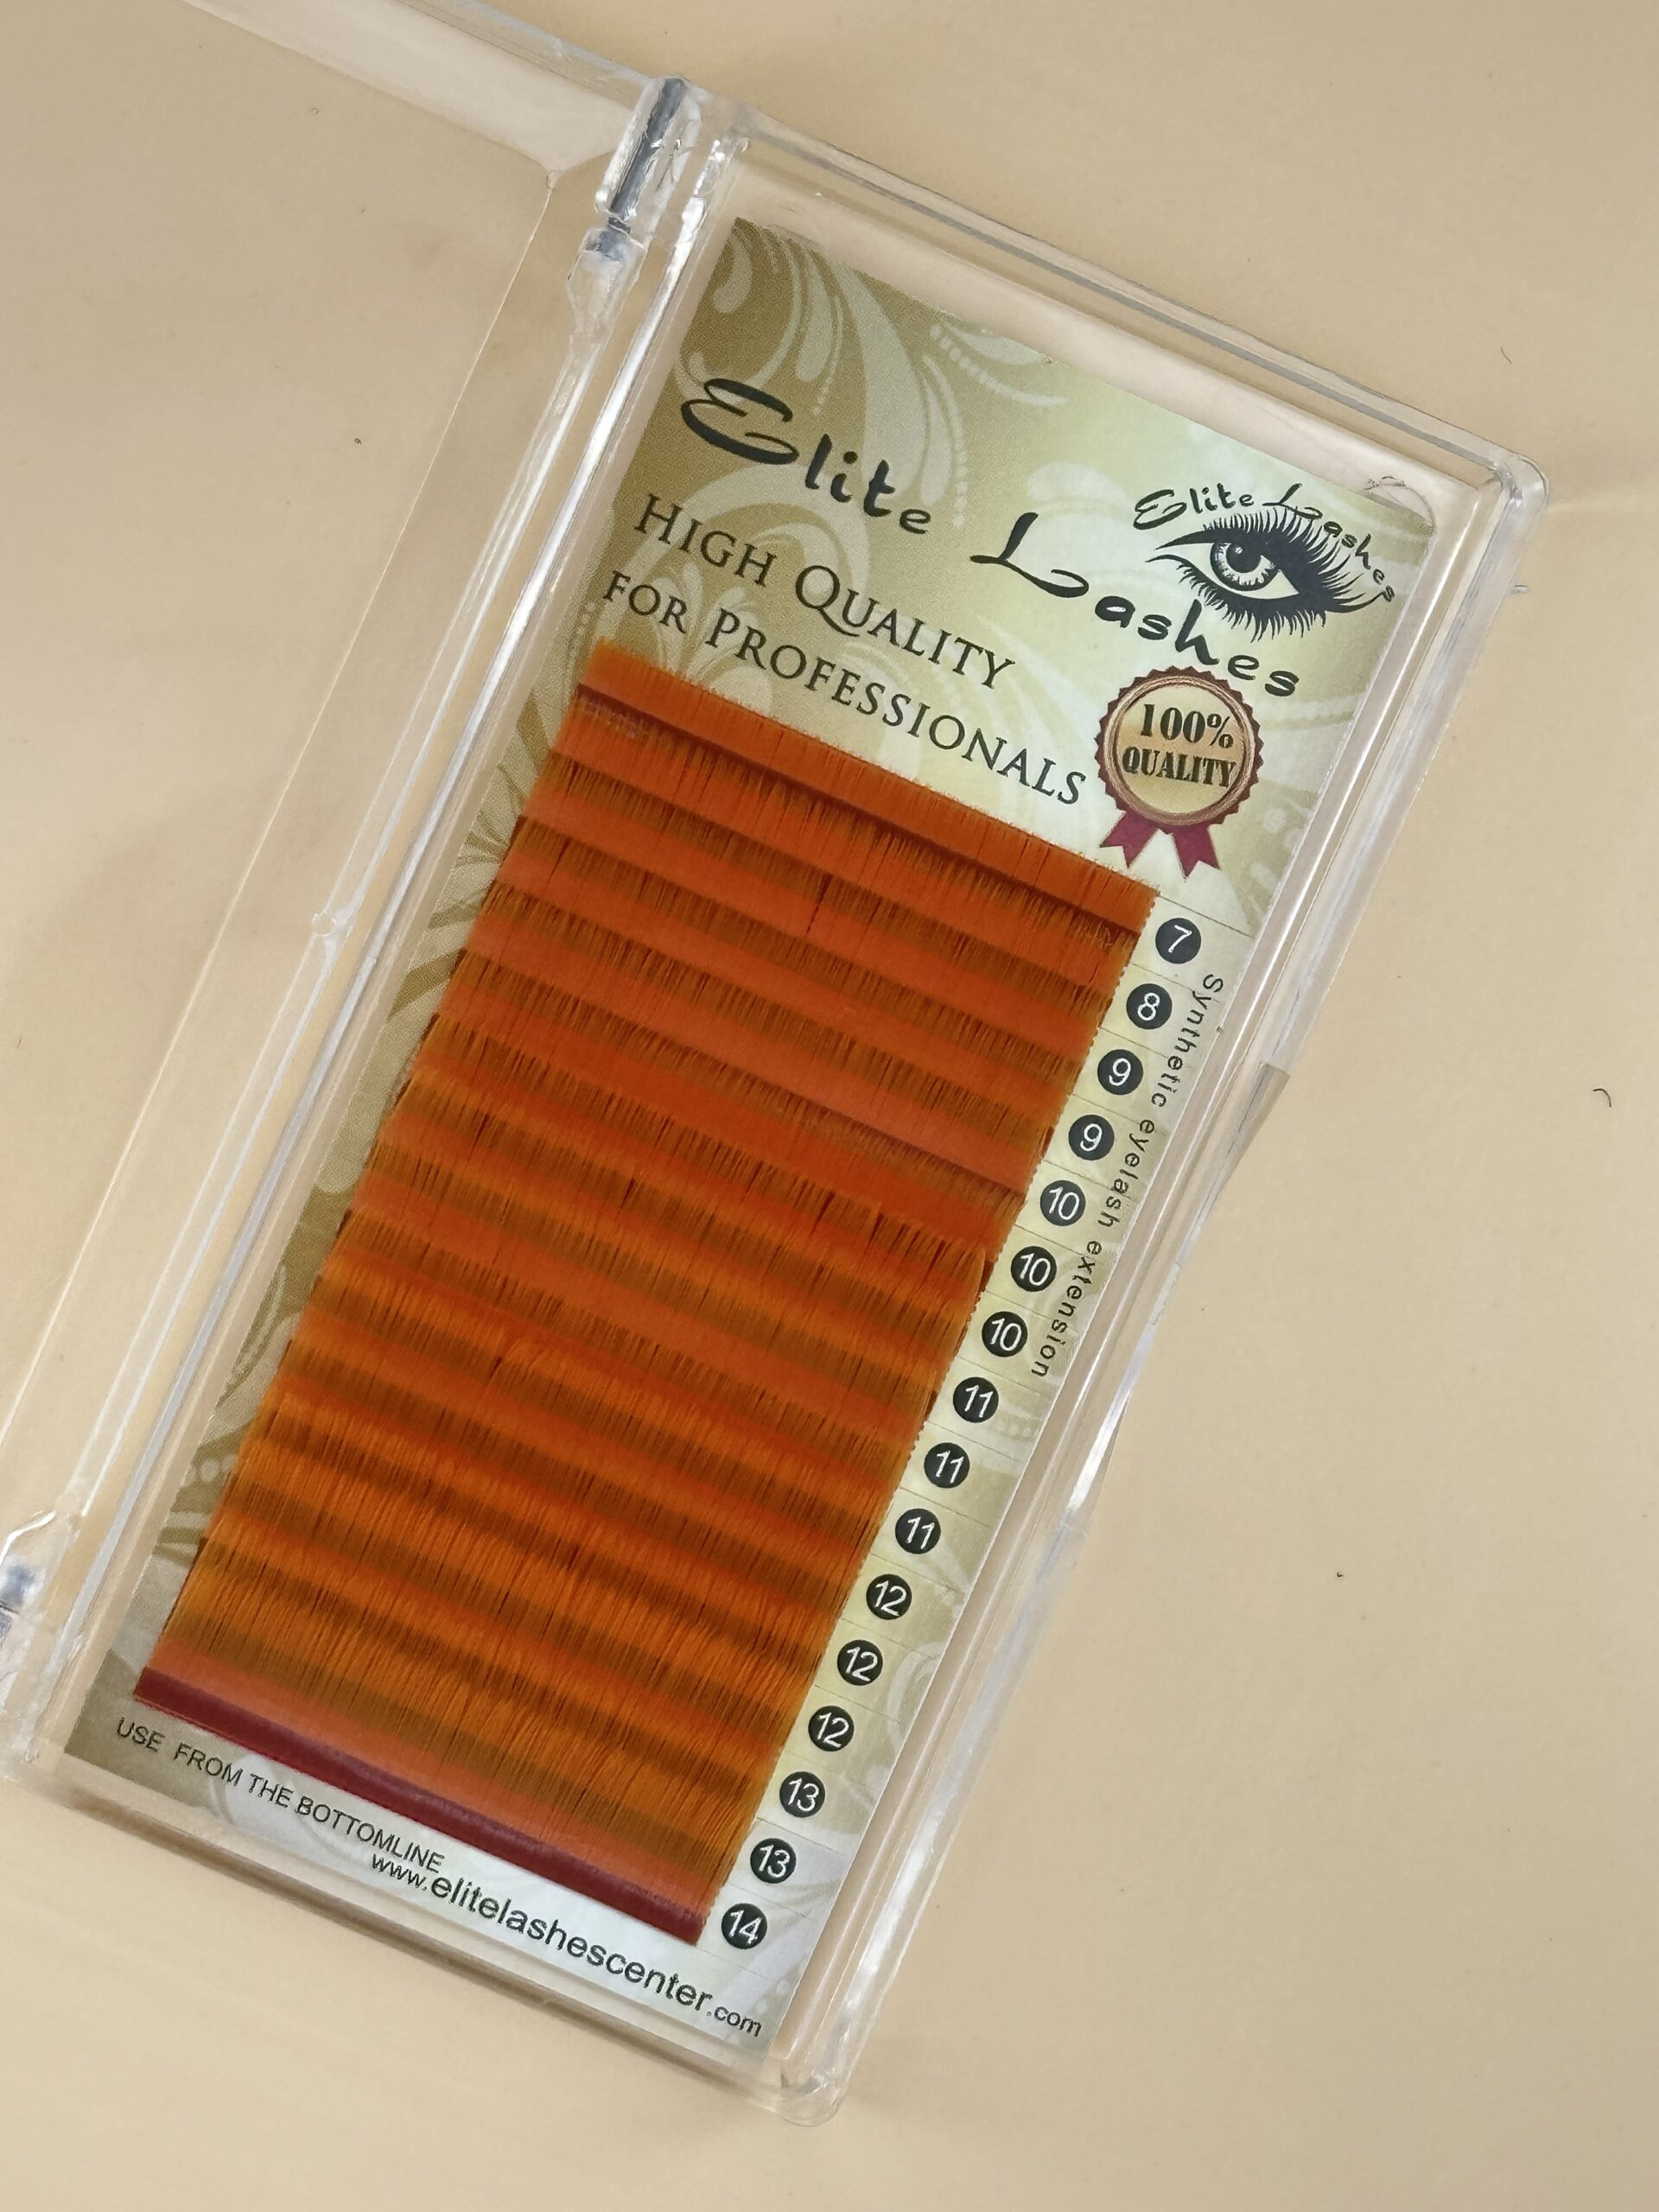 Elite Lashes
Elite Lashes
HIGH QUALITY
FOR PROFESSIONALS
100%
QUALITY
7
8
9
9
10
10
10
11
11
11
12
12
12
13
13
14
Synthetic eyelash extension
USE FROM THE BOTTOMLINE
www.elitelashescenter.com